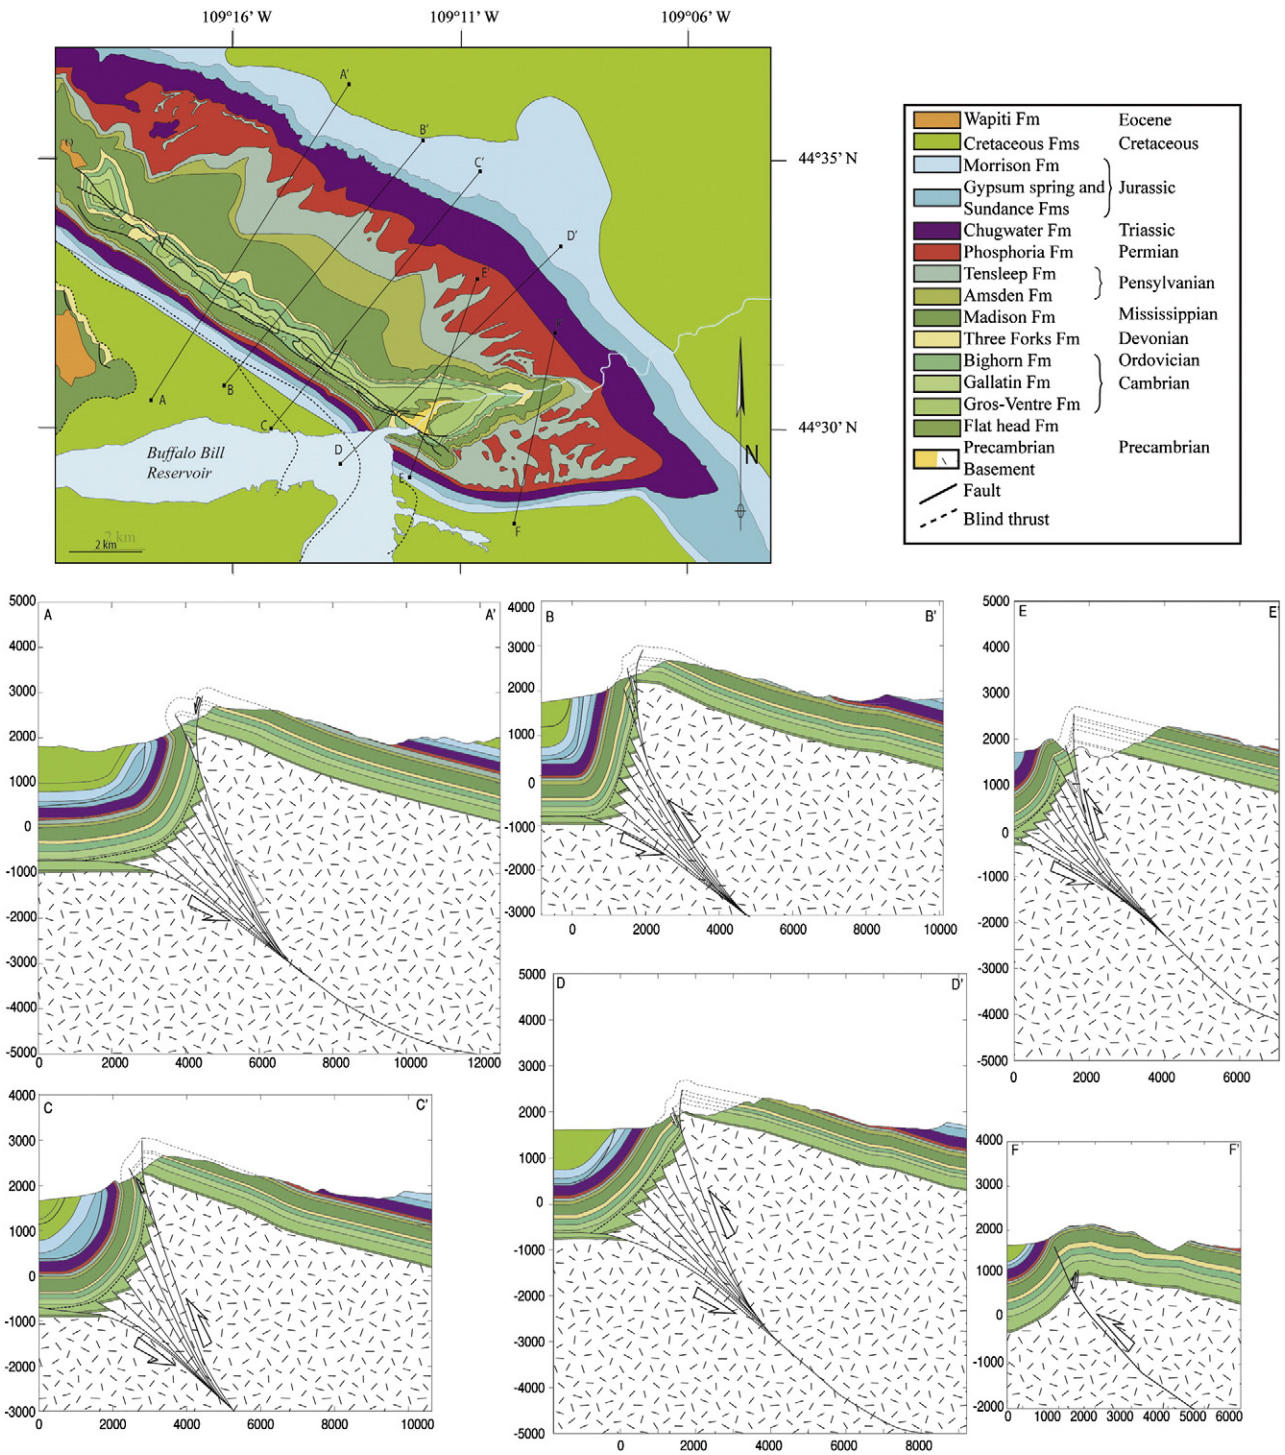 109°16’ W
109°11’ W
109°06’ W
A’
B’
C’
D’
E’
A
B
C
D
E
F
44°35’ N
44°30’ N
Buffalo Bill
Reservoir
2 km
2 km
N
Wapiti Fm Eocene
Cretaceous Fms Cretaceous
Morrison Fm
Gypsum spring and Jurassic
Sundance Fms
Chugwater Fm Triassic
Phosphoria Fm Permian
Tensleep Fm
Pensylvanian
Amsden Fm
Madison Fm Mississippian
Three Forks Fm Devonian
Bighorn Fm Ordovician
Gallatin Fm Cambrian
Gros-Ventre Fm
Flat head Fm
Precambrian Precambrian
Basement
Fault
Blind thrust
A A’
5000
4000
3000
2000
1000
0
-1000
-2000
-3000
-4000
-5000
0 2000 4000 6000 8000 10000 12000
B B’
4000
3000
2000
1000
0
-1000
-2000
-3000
0 2000 4000 6000 8000 10000
E E’
5000
4000
3000
2000
1000
0
-1000
-2000
-3000
-4000
-5000
0 2000 4000 6000
C C’
4000
3000
2000
1000
0
-1000
-2000
-3000
0 2000 4000 6000 8000 10000
D D’
5000
4000
3000
2000
1000
0
-1000
-2000
-3000
-4000
-5000
0 2000 4000 6000 8000
F F’
4000
3000
2000
1000
0
-1000
-2000
0 1000 2000 3000 4000 5000 6000